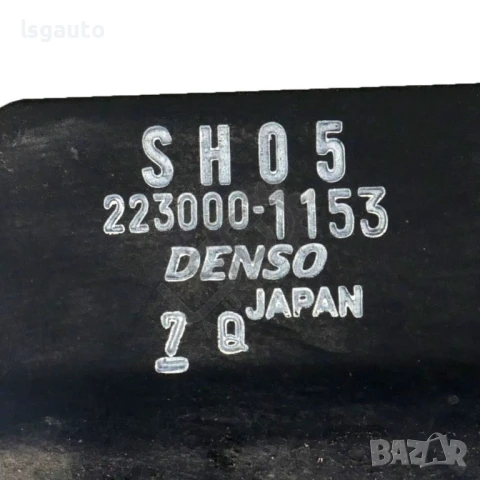 lsgauto
SH05
223000-1153
DENSO
JAPAN
7 Q
BAZAR